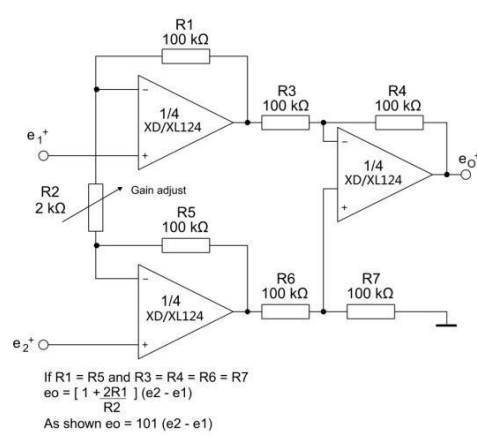 R1
100 kΩ
R3
100 kΩ
R4
100 kΩ
1/4
XD/XL124
e1+
1/4
XD/XL124
eO+
R2
2 kΩ
Gain adjust
R5
100 kΩ
R6
100 kΩ
R7
100 kΩ
1/4
XD/XL124
e2+
If R1 = R5 and R3 = R4 = R6 = R7
eo = [ 1 + 2R1 ] (e2 - e1)
R2
As shown eo = 101 (e2 - e1)